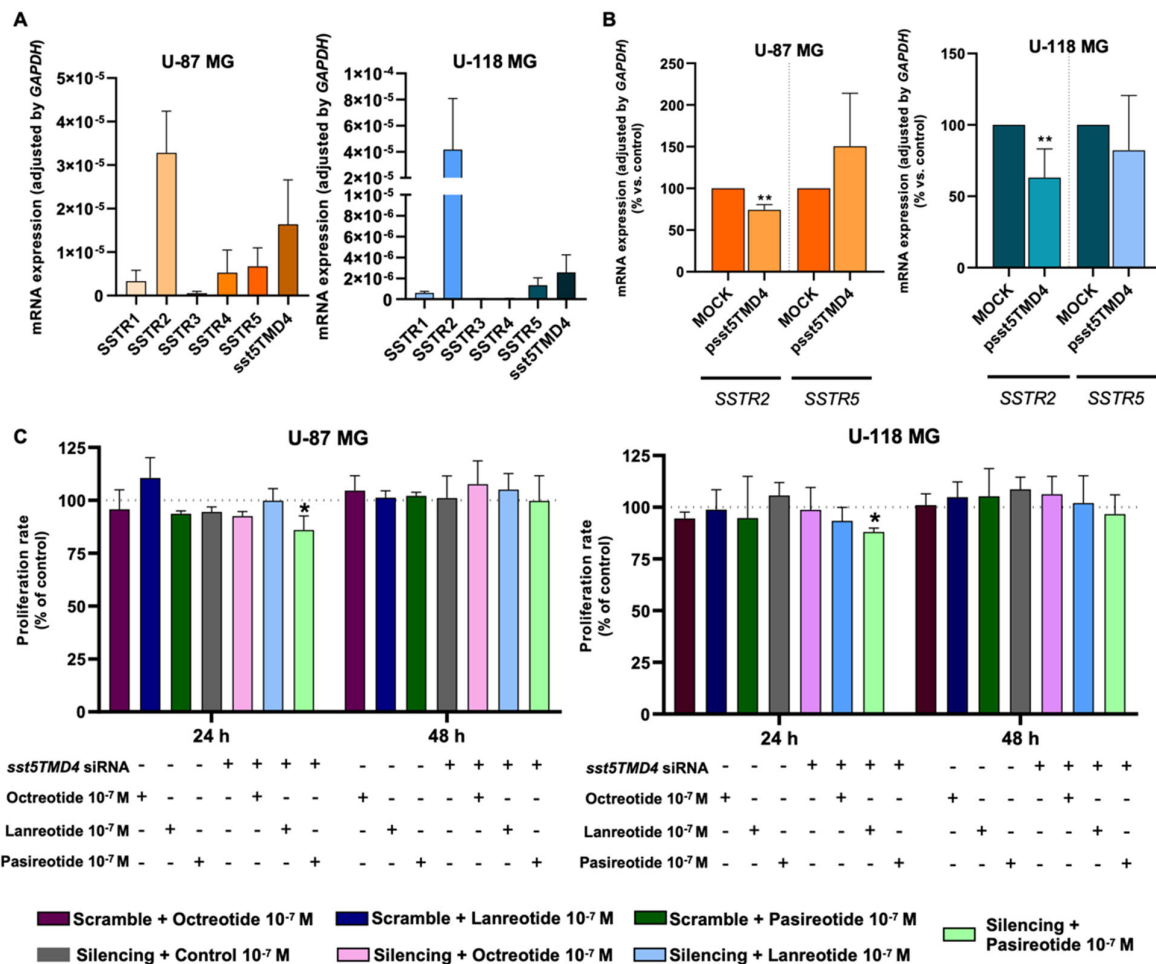 A
U-87 MG
mRNA expression (adjusted by GAPDH)
5×10⁻⁵
4×10⁻⁵
3×10⁻⁵
2×10⁻⁵
1×10⁻⁵
0
SSTR1
SSTR2
SSTR3
SSTR4
SSTR5
sst5TMD4
U-118 MG
mRNA expression (adjusted by GAPDH)
1×10⁻⁴
8×10⁻⁵
6×10⁻⁵
4×10⁻⁵
2×10⁻⁵
1×10⁻⁵
8×10⁻⁶
6×10⁻⁶
4×10⁻⁶
2×10⁻⁶
0
SSTR1
SSTR2
SSTR3
SSTR4
SSTR5
sst5TMD4
B
U-87 MG
mRNA expression (adjusted by GAPDH)
(% vs. control)
250
200
150
100
50
0
**
MOCK
psst5TMD4
MOCK
psst5TMD4
SSTR2
SSTR5
U-118 MG
mRNA expression (adjusted by GAPDH)
(% vs. control)
150
100
50
0
**
MOCK
psst5TMD4
MOCK
psst5TMD4
SSTR2
SSTR5
C
U-87 MG
Proliferation rate
(% of control)
125
100
75
50
25
0
*
24 h
48 h
sst5TMD4 siRNA - - - + + + + - - - + + + +
Octreotide 10⁻⁷ M + - - - + - - + - - - + - -
Lanreotide 10⁻⁷ M - + - - - + - - + - - - + -
Pasireotide 10⁻⁷ M - - + - - - + - - + - - - +
U-118 MG
Proliferation rate
(% of control)
125
100
75
50
25
0
*
24 h
48 h
sst5TMD4 siRNA - - - + + + + - - - + + + +
Octreotide 10⁻⁷ M + - - - + - - + - - - + - -
Lanreotide 10⁻⁷ M - + - - - + - - + - - - + -
Pasireotide 10⁻⁷ M - - + - - - + - - + - - - +
Scramble + Octreotide 10⁻⁷ M
Scramble + Lanreotide 10⁻⁷ M
Scramble + Pasireotide 10⁻⁷ M
Silencing +
Pasireotide 10⁻⁷ M
Silencing + Control 10⁻⁷ M
Silencing + Octreotide 10⁻⁷ M
Silencing + Lanreotide 10⁻⁷ M